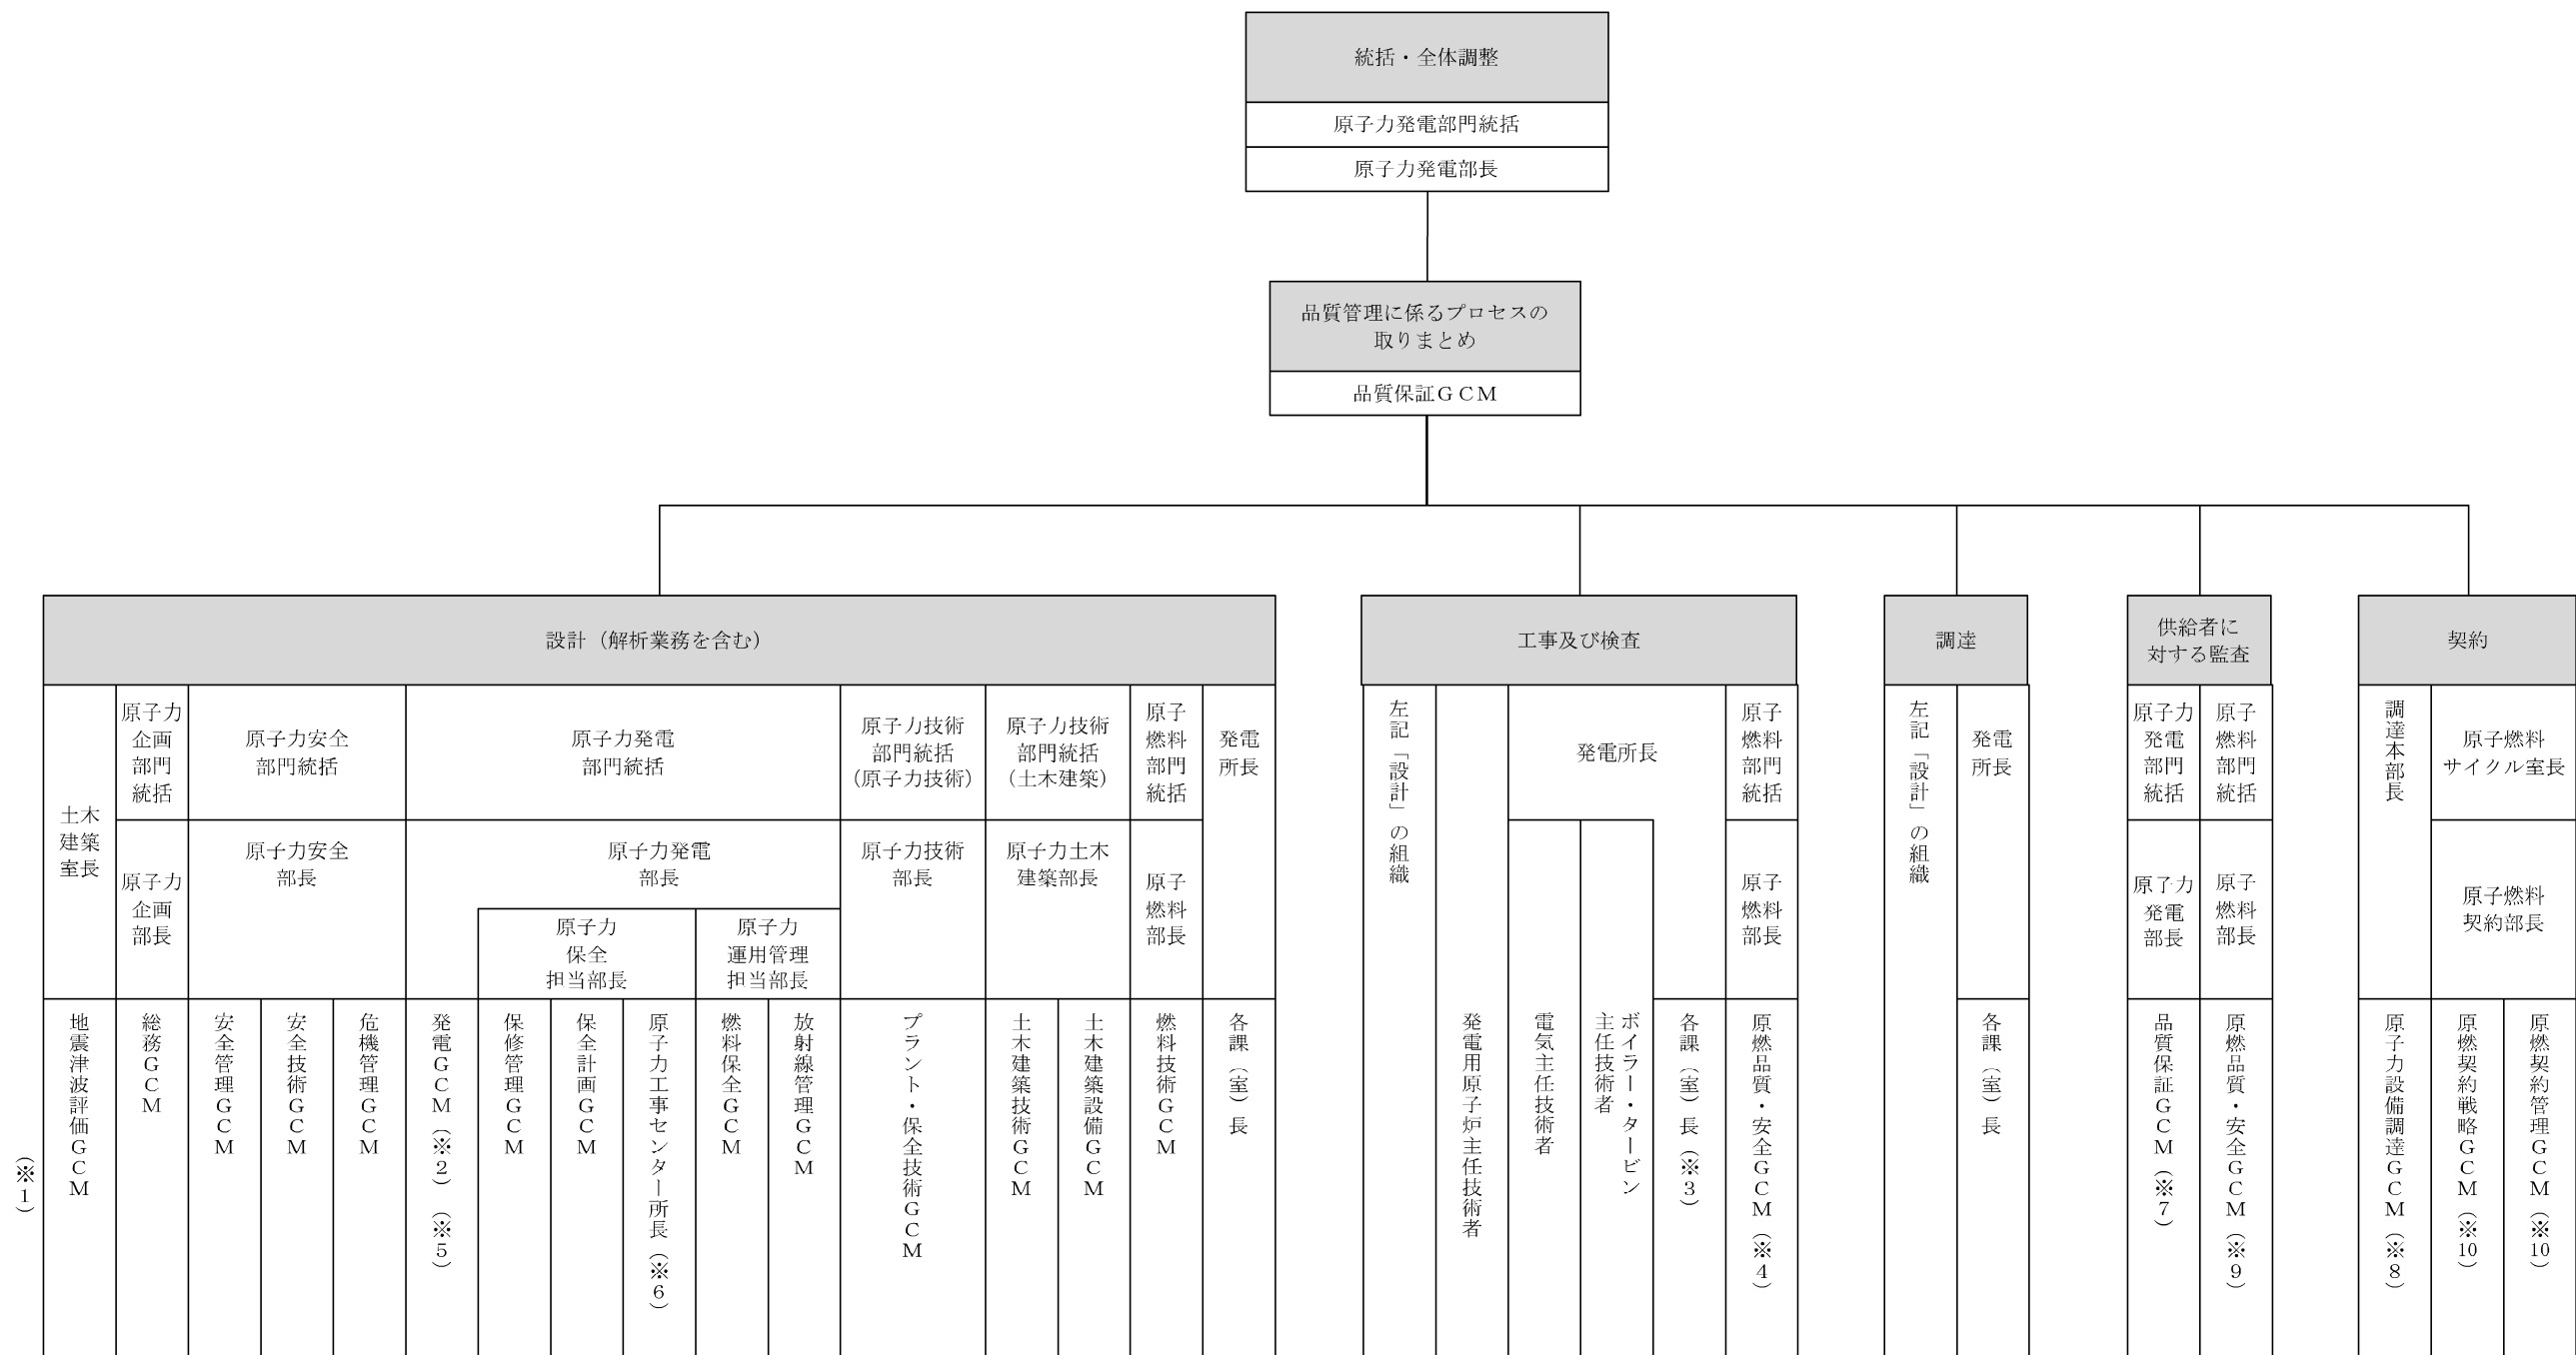 統括・全体調整
原子力発電部門統括
原子力発電部長
品質管理に係るプロセスの
取りまとめ
品質保証ＧＣＭ
設計（解析業務を含む）
土木
建築
室長
原子力
企画
部門
統括
原子力安全
部門統括
原子力発電
部門統括
原子力技術
部門統括
（原子力技術）
原子力技術
部門統括
（土木建築）
原子
燃料
部門
統括
発電
所長
原子力
企画
部長
原子力安全
部長
原子力発電
部長
原子力
保全
担当部長
原子力
運用管理
担当部長
原子力技術
部長
原子力土木
建築部長
原子
燃料
部長
（※1）
地震津波評価ＧＣＭ
総務ＧＣＭ
安全管理ＧＣＭ
安全技術ＧＣＭ
危機管理ＧＣＭ
発電ＧＣＭ（※2）（※5）
保修管理ＧＣＭ
保全計画ＧＣＭ
原子力工事センター所長（※6）
燃料保全ＧＣＭ
放射線管理ＧＣＭ
プラント・保全技術ＧＣＭ
土木建築技術ＧＣＭ
土木建築設備ＧＣＭ
燃料技術ＧＣＭ
各課（室）長
工事及び検査
左記「設計」の組織
発電用原子炉主任技術者
発電所長
電気主任技術者
ボイラー・タービン
主任技術者
各課（室）長（※3）
原子
燃料
部門
統括
原子
燃料
部長
原燃品質・安全ＧＣＭ（※4）
調達
左記「設計」の組織
発電
所長
各課（室）長
供給者に
対する監査
原子力
発電
部門
統括
原子力
発電
部長
品質保証ＧＣＭ（※7）
原子
燃料
部門
統括
原子
燃料
部長
原燃品質・安全ＧＣＭ（※9）
契約
調達本部長
原子力設備調達ＧＣＭ（※8）
原子燃料
サイクル室長
原子燃料
契約部長
原燃契約戦略ＧＣＭ（※10）
原燃契約管理ＧＣＭ（※10）